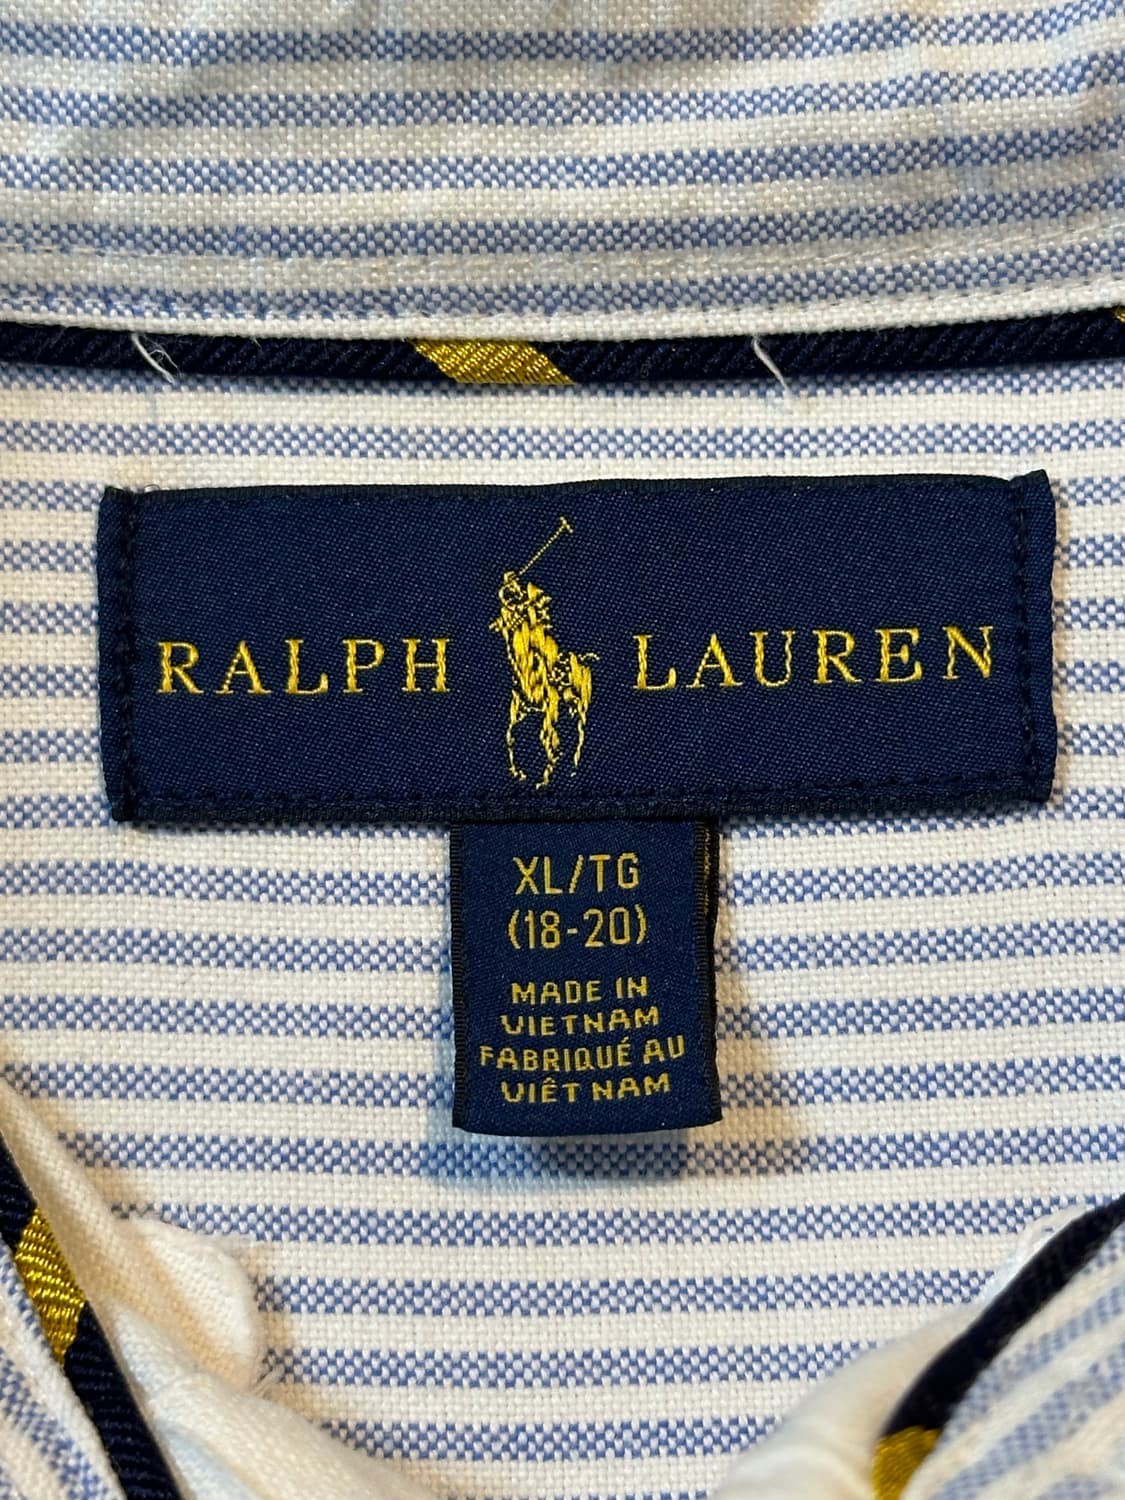 RALPH LAUREN
XL/TG
(18-20)
MADE IN
VIETNAM
FABRIQUÉ AU
VIÊT NAM